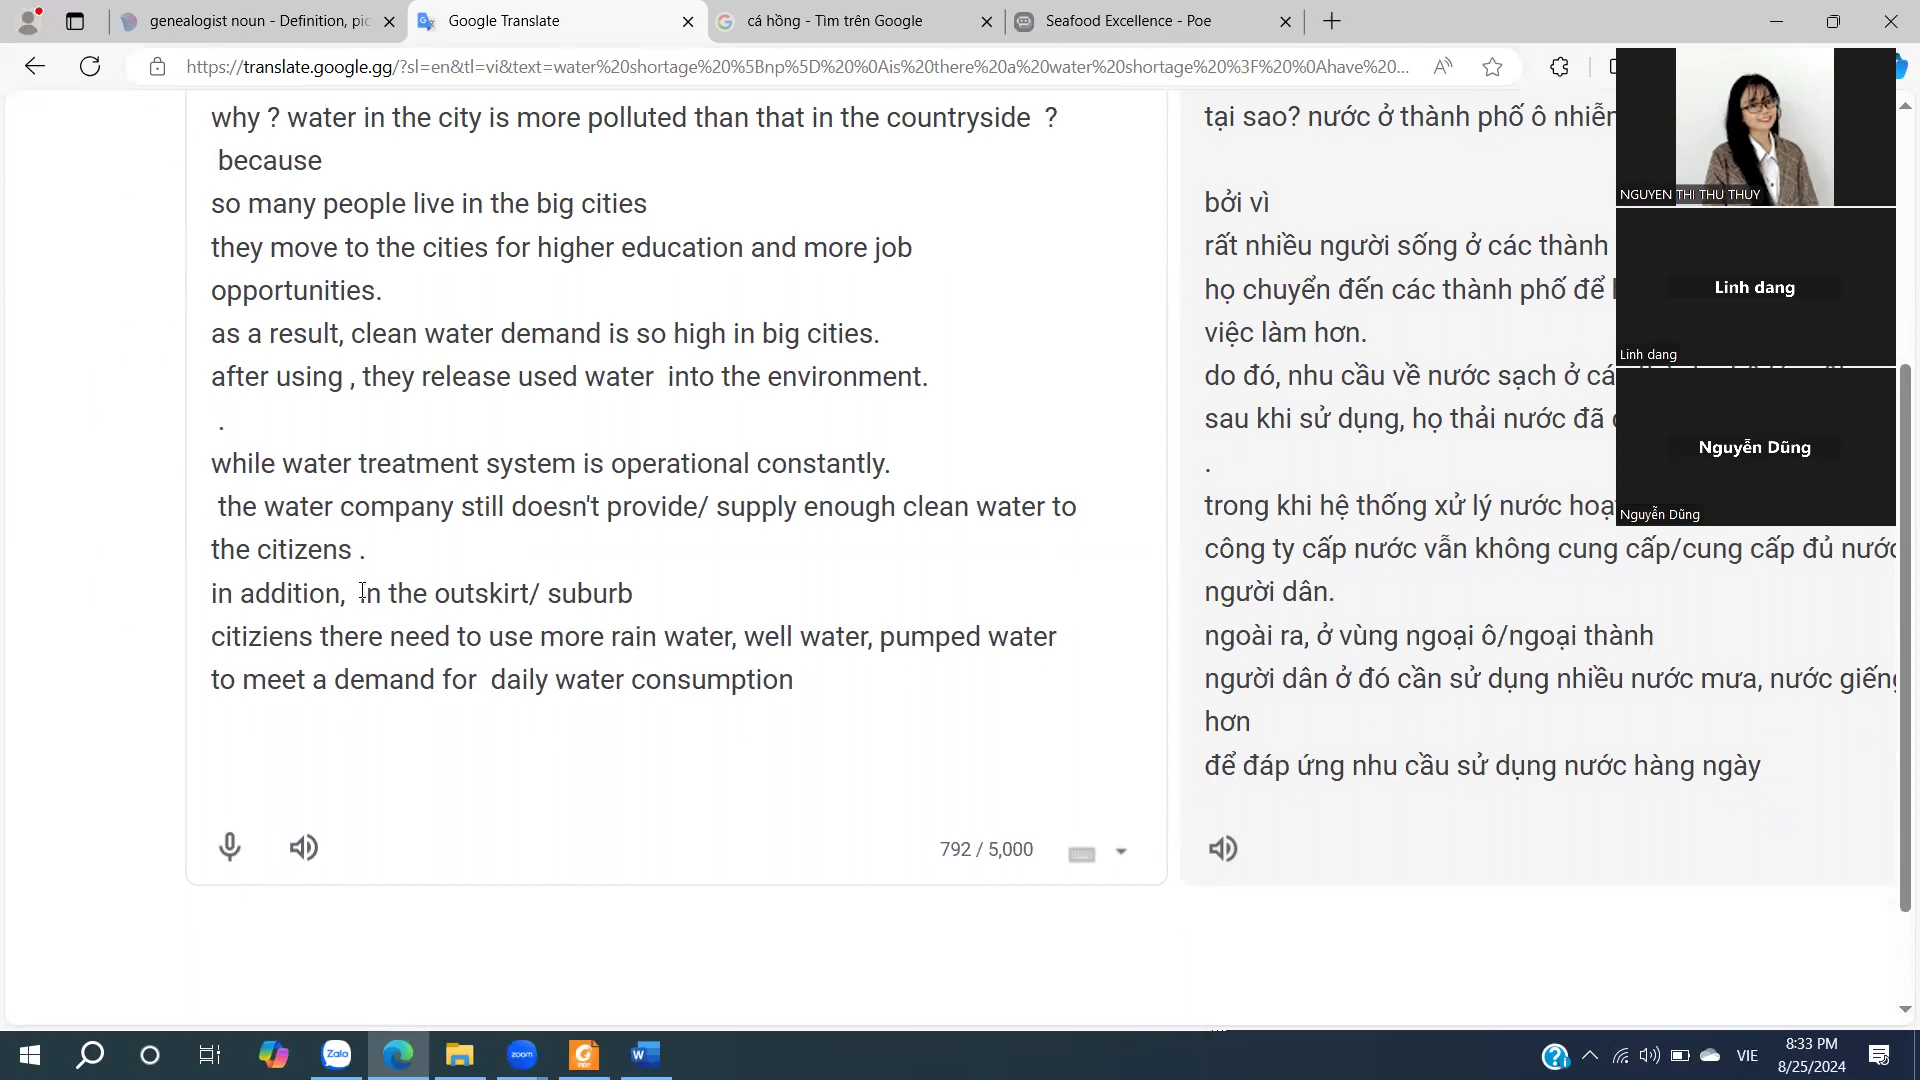 genealogist noun - Definition, pic
Google Translate
cá hồng - Tìm trên Google
Seafood Excellence - Poe
https://translate.google.gg/?sl=en&tl=vi&text=water%20shortage%20%5Bnp%5D%20%0Ais%20there%20a%20water%20shortage%20%3F%20%0Ahave%20...
why ? water in the city is more polluted than that in the countryside ?
because
so many people live in the big cities
they move to the cities for higher education and more job
opportunities.
as a result, clean water demand is so high in big cities.
after using , they release used water into the environment.
.
while water treatment system is operational constantly.
the water company still doesn't provide/ supply enough clean water to
the citizens .
in addition, in the outskirt/ suburb
citiziens there need to use more rain water, well water, pumped water
to meet a demand for daily water consumption
792 / 5,000
tại sao? nước ở thành phố ô nhiễm
bởi vì
rất nhiều người sống ở các thành
họ chuyển đến các thành phố để
việc làm hơn.
do đó, nhu cầu về nước sạch ở
sau khi sử dụng, họ thải nước đã
.
trong khi hệ thống xử lý nước
công ty cấp nước vẫn không cung cấp/cung cấp đủ nước
người dân.
ngoài ra, ở vùng ngoại ô/ngoại thành
người dân ở đó cần sử dụng nhiều nước mưa, nước giếng
hơn
để đáp ứng nhu cầu sử dụng nước hàng ngày
NGUYEN THI THU THUY
Linh dang
Linh dang
Nguyễn Dũng
Nguyễn Dũng
Zalo
zoom
VIE
8:33 PM
8/25/2024